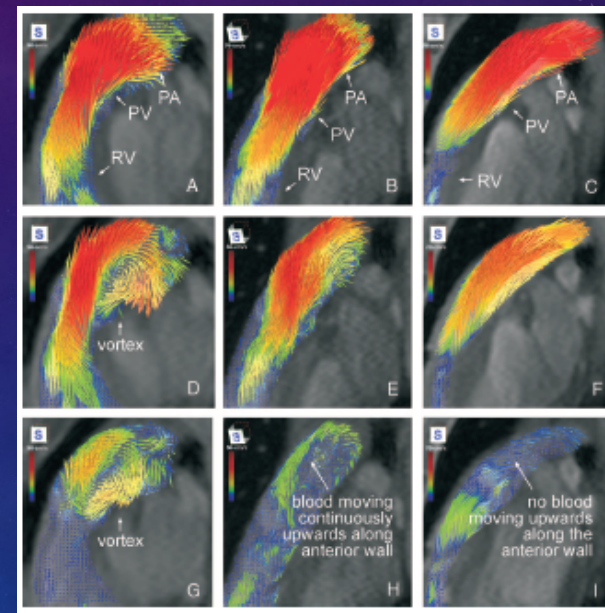 S
PA
PV
RV
A
S
PA
PV
RV
B
S
PA
PV
RV
C
S
vortex
D
E
S
F
S
vortex
G
blood moving
continuously
upwards along
anterior wall
H
S
no blood
moving upwards
along the
anterior wall
I